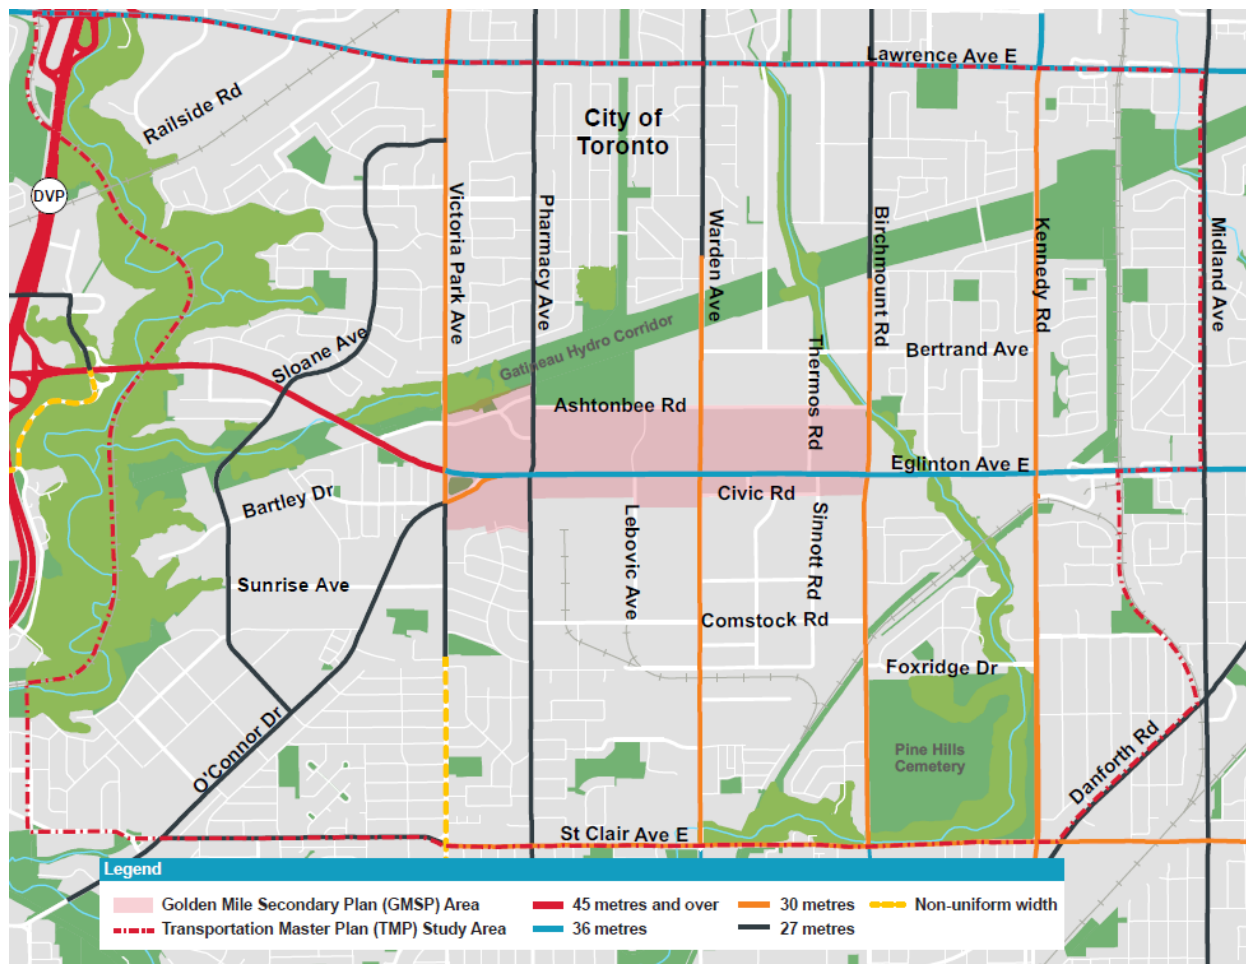 Lawrence Ave E
Railside Rd
City of
Toronto
DVP
Victoria Park Ave
Pharmacy Ave
Warden Ave
Birchmount Rd
Kennedy Rd
Midland Ave
Sloane Ave
Gatineau Hydro Corridor
Thermos Rd
Bertrand Ave
Ashtonbee Rd
Eglinton Ave E
Bartley Dr
Civic Rd
Lebovic Ave
Sinnott Rd
Sunrise Ave
Comstock Rd
Foxridge Dr
O'Connor Dr
Pine Hills
Cemetery
Danforth Rd
St Clair Ave E
Legend
Golden Mile Secondary Plan (GMSP) Area
45 metres and over
30 metres
Non-uniform width
Transportation Master Plan (TMP) Study Area
36 metres
27 metres